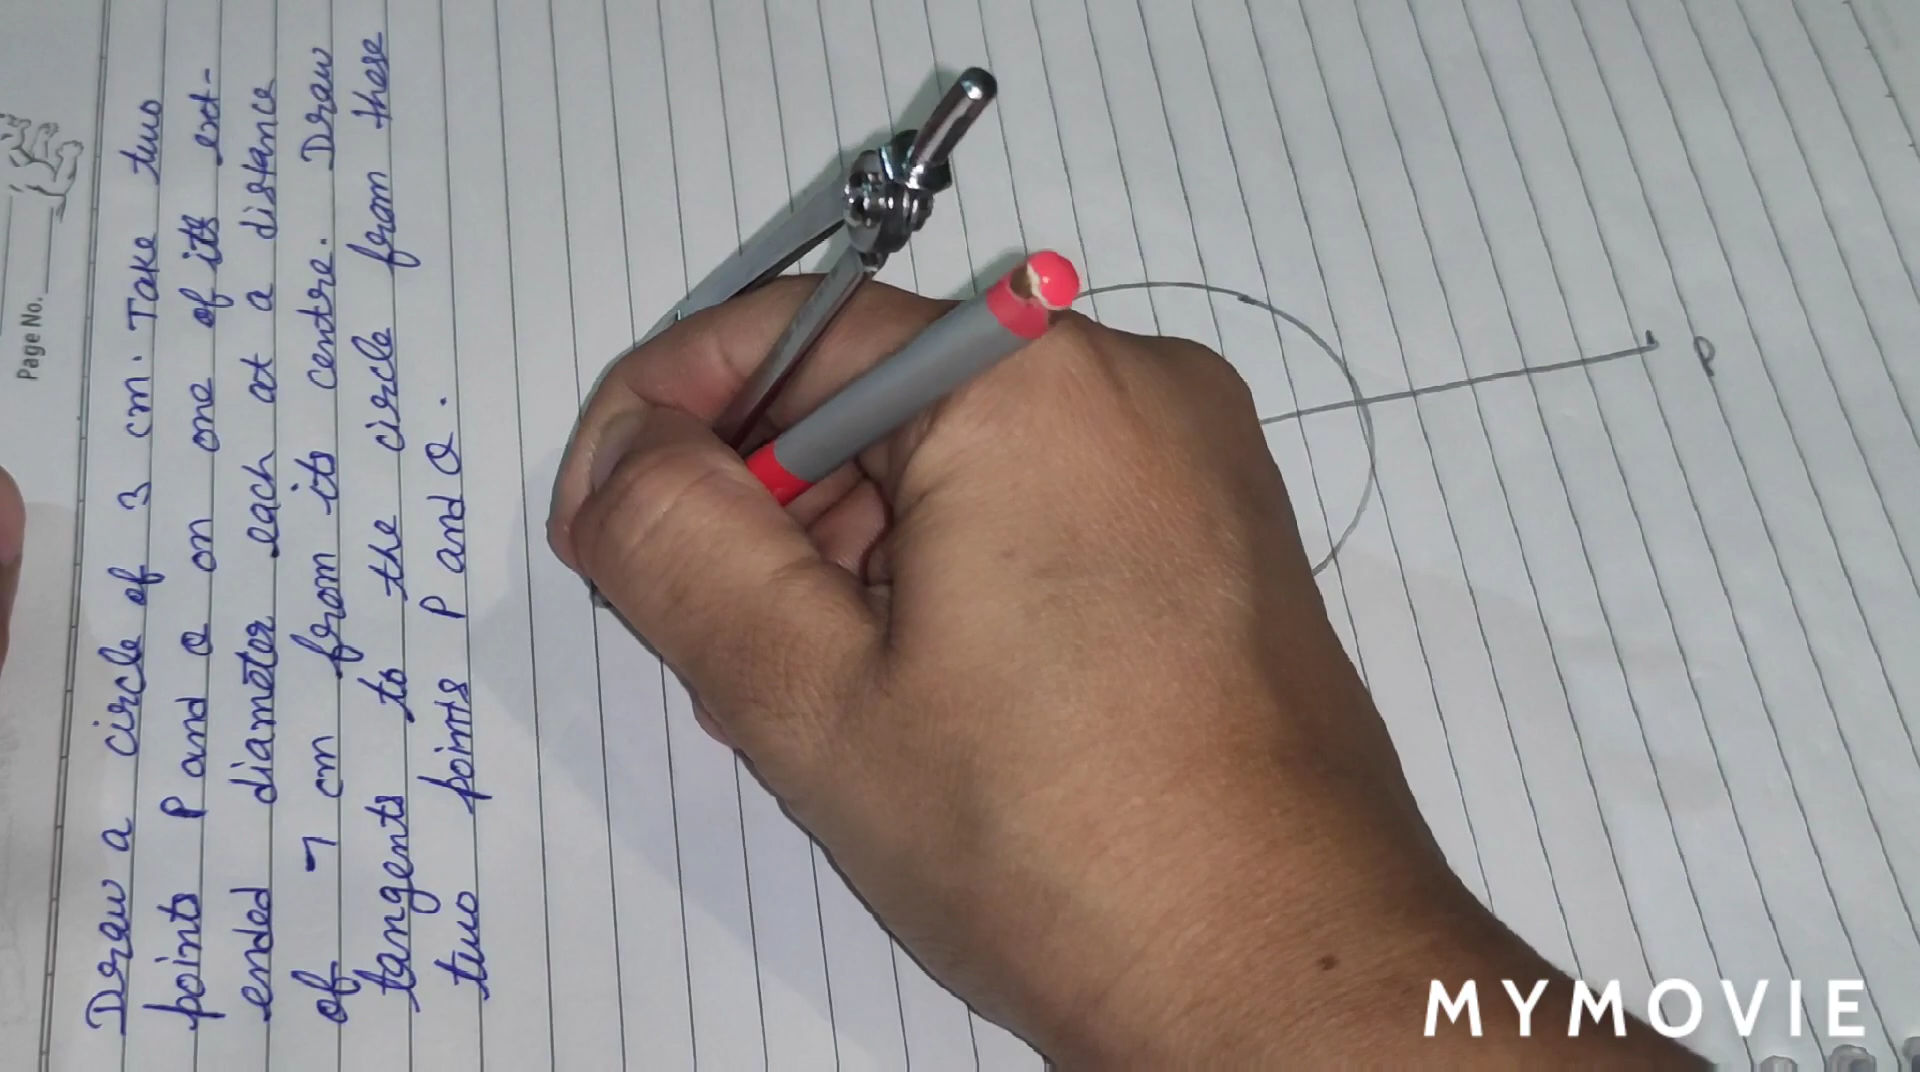 Page No.
Draw a circle of 3 cm. Take two
points P and Q on one of its ext-
ended diameter each at a distance
of 7 cm from its centre. Draw
tangents to the circle from these
two points P and Q.
P
MYMOVIE